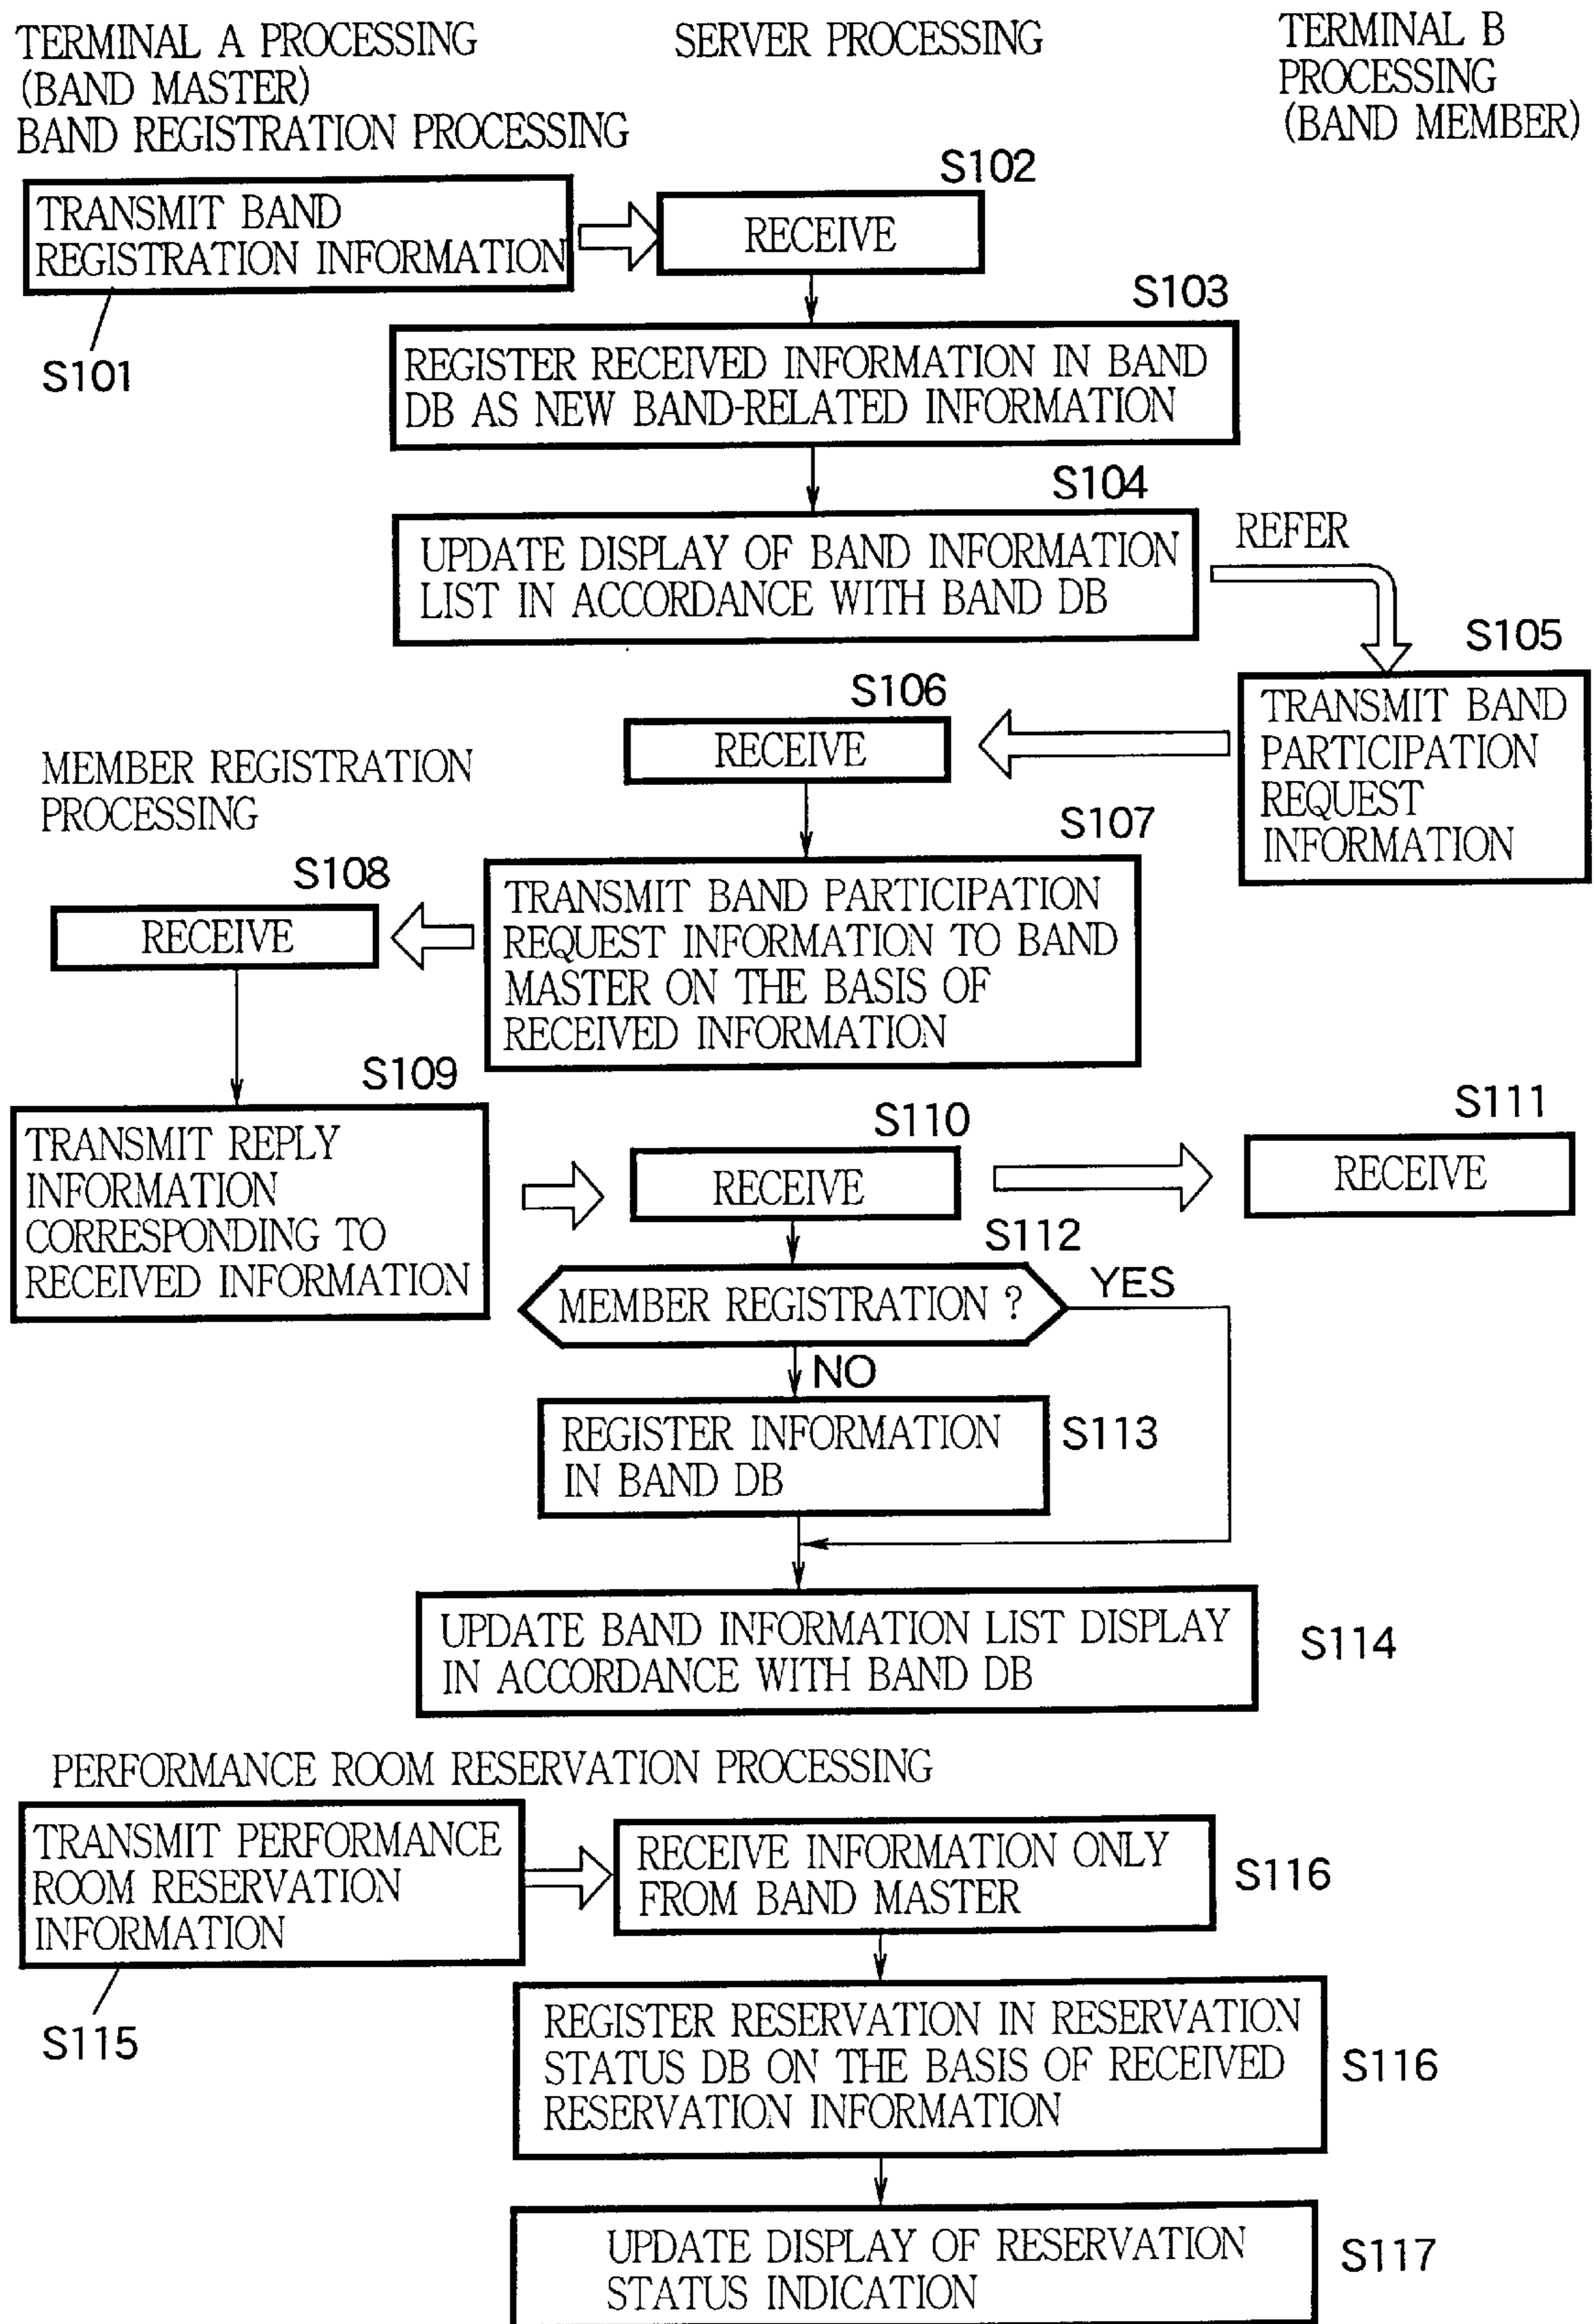 TERMINAL A PROCESSING
(BAND MASTER)
BAND REGISTRATION PROCESSING
SERVER PROCESSING
TERMINAL B
PROCESSING
(BAND MEMBER)
S102
TRANSMIT BAND
REGISTRATION INFORMATION
RECEIVE
S101
S103
REGISTER RECEIVED INFORMATION IN BAND
DB AS NEW BAND-RELATED INFORMATION
S104
UPDATE DISPLAY OF BAND INFORMATION
LIST IN ACCORDANCE WITH BAND DB
REFER
S105
TRANSMIT BAND
PARTICIPATION
REQUEST
INFORMATION
S106
RECEIVE
MEMBER REGISTRATION
PROCESSING
S107
TRANSMIT BAND PARTICIPATION
REQUEST INFORMATION TO BAND
MASTER ON THE BASIS OF
RECEIVED INFORMATION
S108
RECEIVE
S109
TRANSMIT REPLY
INFORMATION
CORRESPONDING TO
RECEIVED INFORMATION
S110
RECEIVE
S111
RECEIVE
S112
MEMBER REGISTRATION ?
YES
NO
REGISTER INFORMATION
IN BAND DB
S113
UPDATE BAND INFORMATION LIST DISPLAY
IN ACCORDANCE WITH BAND DB
S114
PERFORMANCE ROOM RESERVATION PROCESSING
TRANSMIT PERFORMANCE
ROOM RESERVATION
INFORMATION
S115
RECEIVE INFORMATION ONLY
FROM BAND MASTER
S116
REGISTER RESERVATION IN RESERVATION
STATUS DB ON THE BASIS OF RECEIVED
RESERVATION INFORMATION
S116
UPDATE DISPLAY OF RESERVATION
STATUS INDICATION
S117